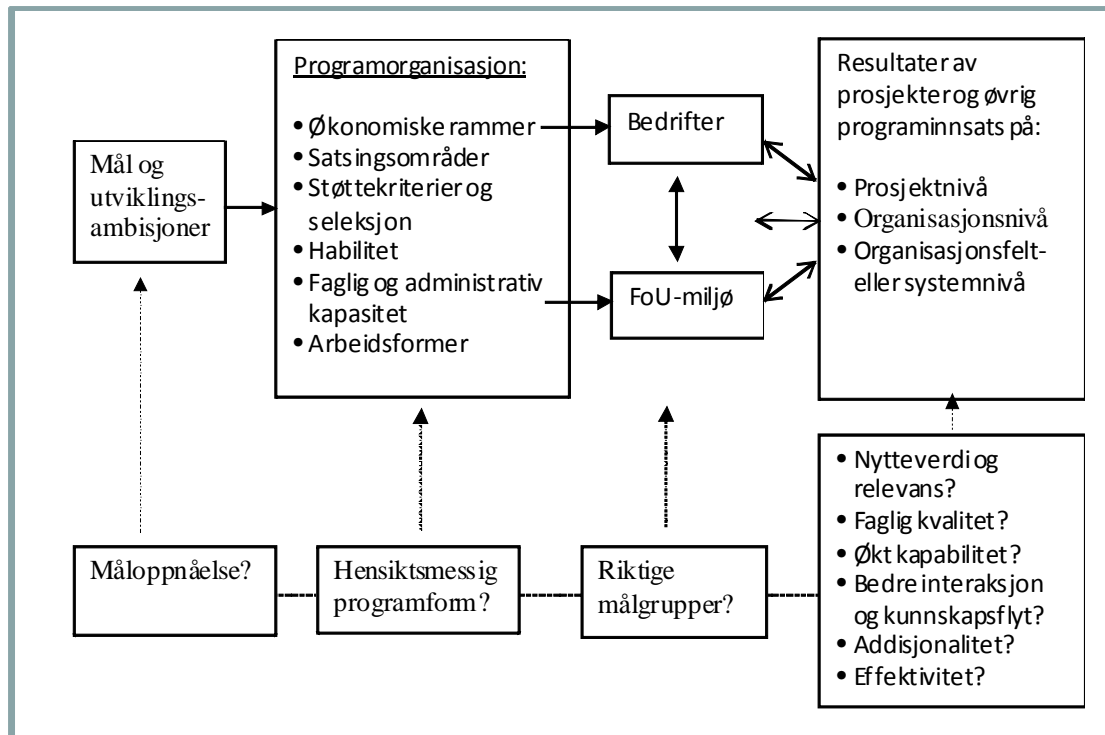 Mål og
utviklings-
ambisjoner
Programorganisasjon:
• Økonomiske rammer
• Satsingsområder
• Støttekriterier og
seleksjon
• Habilitet
• Faglig og administrativ
kapasitet
• Arbeidsformer
Bedrifter
FoU-miljø
Resultater av
prosjekter og øvrig
programinnsats på:
• Prosjektnivå
• Organisasjonsnivå
• Organisasjonsfelt-
eller systemnivå
Måloppnåelse?
Hensiktsmessig
programform?
Riktige
målgrupper?
• Nytteverdi og
relevans?
• Faglig kvalitet?
• Økt kapabilitet?
• Bedre interaksjon
og kunnskapsflyt?
• Addisjonalitet?
• Effektivitet?